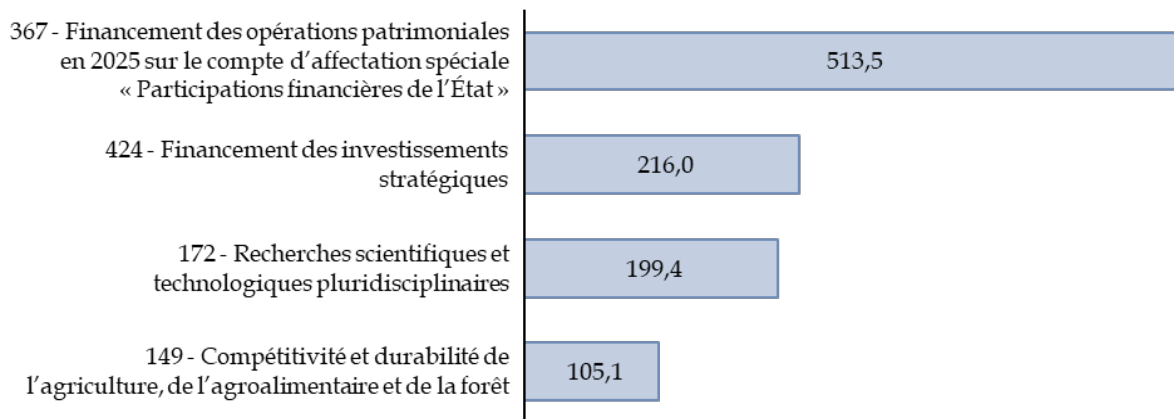 367 - Financement des opérations patrimoniales
en 2025 sur le compte d’affectation spéciale
« Participations financières de l’État »
513,5
424 - Financement des investissements
stratégiques
216,0
172 - Recherches scientifiques et
technologiques pluridisciplinaires
199,4
149 - Compétitivité et durabilité de
l’agriculture, de l’agroalimentaire et de la forêt
105,1